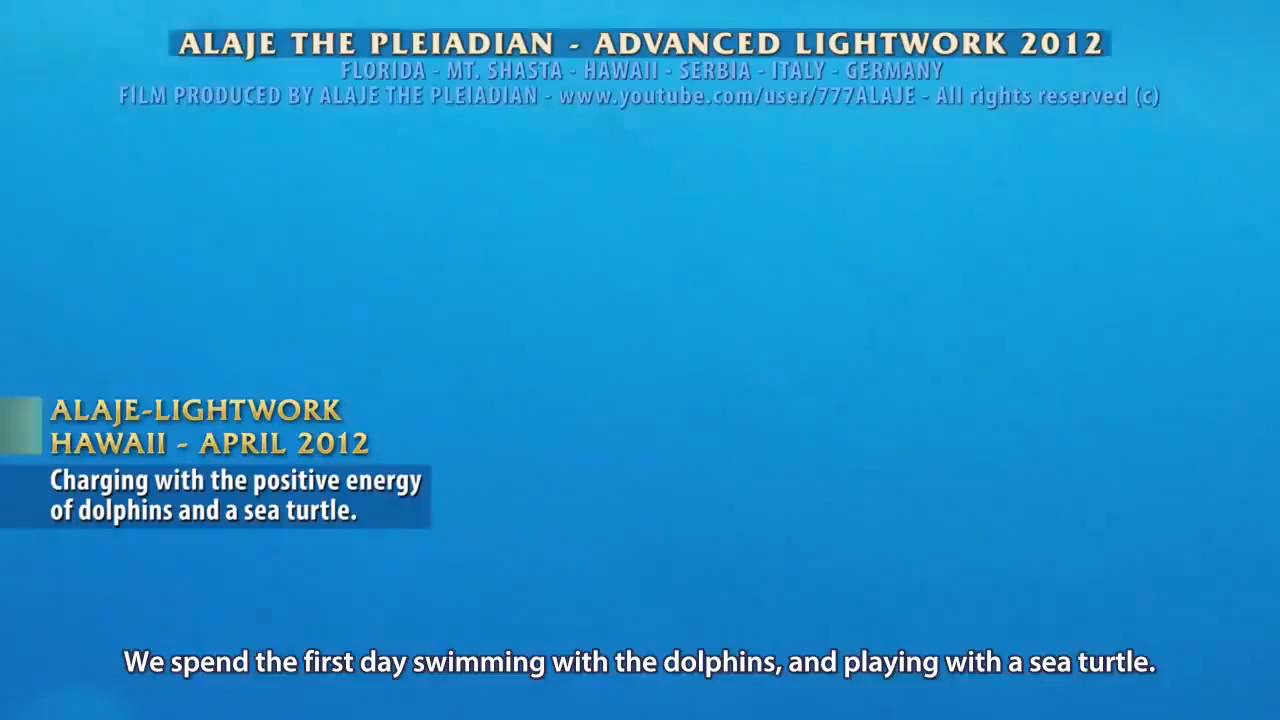 ALAJE THE PLEIADIAN - ADVANCED LIGHTWORK 2012
FLORIDA - MT. SHASTA - HAWAII - SERBIA - ITALY - GERMANY
FILM PRODUCED BY ALAJE THE PLEIADIAN - www.youtube.com/user/777ALAJE - All rights reserved (c)
ALAJE-LIGHTWORK
HAWAII - APRIL 2012
Charging with the positive energy
of dolphins and a sea turtle.
We spend the first day swimming with the dolphins, and playing with a sea turtle.